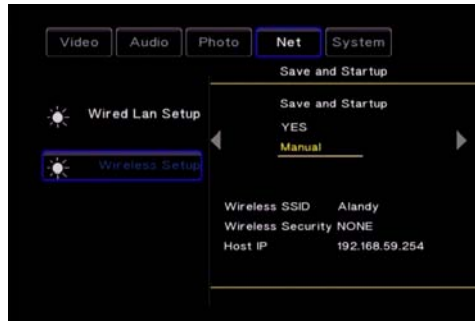 Video Audio Photo Net System
Save and Startup
Wired Lan Setup
Wireless Setup
Save and Startup
YES
Manual
Wireless SSID Alandy
Wireless Security NONE
Host IP 192.168.59.254